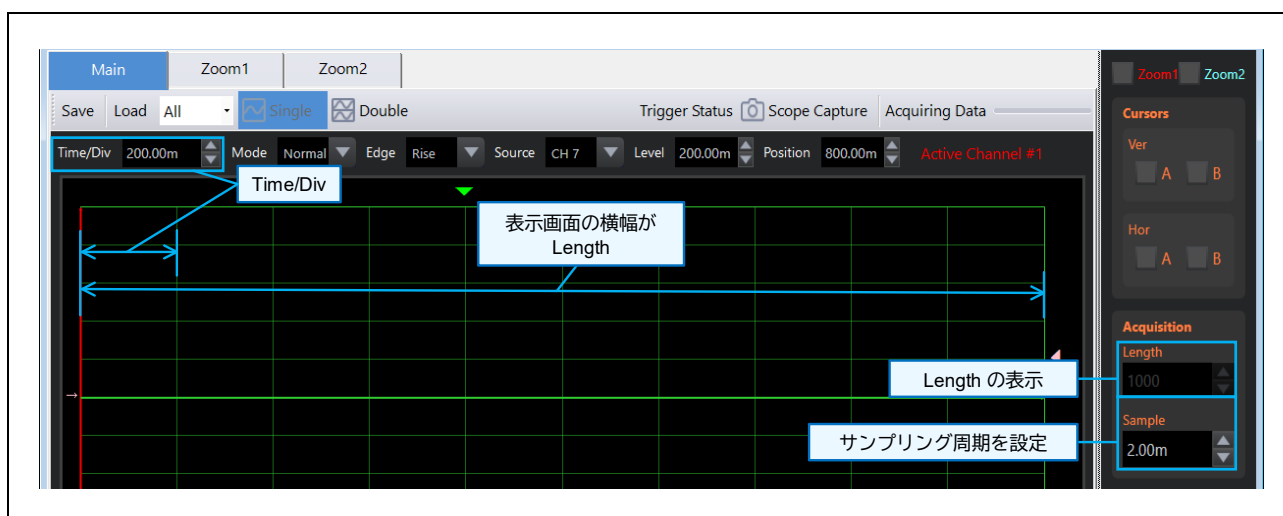 Main Zoom1 Zoom2
Zoom1 Zoom2
Save Load All Single Double Trigger Status Scope Capture Acquiring Data
Cursors
Time/Div 200.00m Mode Normal Edge Rise Source CH 7 Level 200.00m Position 800.00m Active Channel #1
Ver
A B
Time/Div
表示画面の横幅が
Length
Hor
A B
Acquisition
Length
Length の表示
1000
Sample
サンプリング周期を設定
2.00m
→